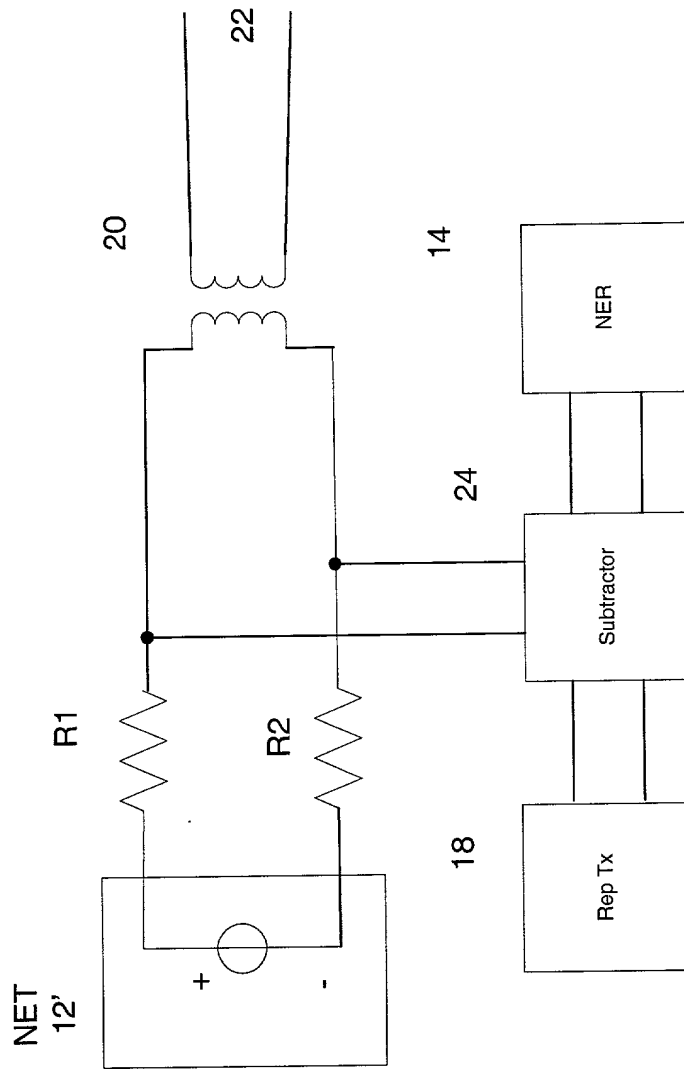 NET
12'
R1
R2
20
22
18
24
14
Rep Tx
Subtractor
NER
+
-